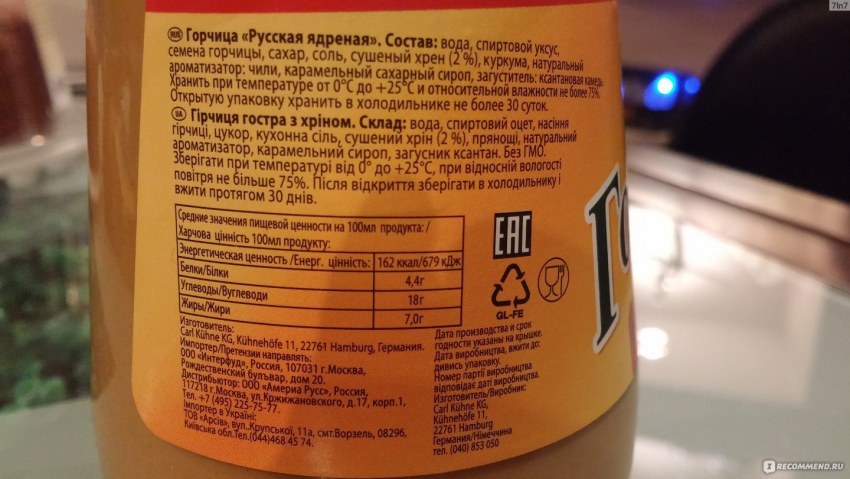 7ln7
RUS Горчица «Русская ядреная». Состав: вода, спиртовой уксус,
семена горчицы, сахар, соль, сушеный хрен (2 %), куркума, натуральный
ароматизатор: чили, карамельный сахарный сироп, загуститель: ксантановая камедь.
Хранить при температуре от 0°С до +25°С и относительной влажности не более 75%.
Открытую упаковку хранить в холодильнике не более 30 суток.
UA Гірчиця гостра з хріном. Склад: вода, спиртовий оцет, насіння
гірчиці, цукор, кухонна сіль, сушений хрін (2 %), прянощі, натуральний
ароматизатор, карамельний сироп, загусник ксантан. Без ГМО.
Зберігати при температурі від 0° до +25°С, при відносній вологості
повітря не більше 75%. Після відкриття зберігати в холодильнику і
вжити протягом 30 днів.
Средние значения пищевой ценности на 100мл продукта: /
Харчова цінність 100мл продукту:
Энергетическая ценность /Енерг. цінність: 162 ккал/679 кДж
Белки/Білки 4,4г
Углеводы/Вуглеводи 18г
Жиры/Жири 7,0г
EAC
GL-FE
Го
Изготовитель:
Carl Kühne KG, Kühnehöfe 11, 22761 Hamburg, Германия.
Импортер/Претензии направлять:
ООО «Интерфуд», Россия, 107031 г.Москва,
Рождественский бульвар, дом 20.
Дистрибьютор: ООО «Америа Русс», Россия,
117218 г.Москва, ул.Кржижановского, д.17, корп.1,
Тел. +7 (495) 225-75-77.
Імпортер в Україні:
ТОВ «Арсів», вул.,Крупської, 11а, смт.Ворзель, 08296,
Київська обл.Тел.(044)468 45 74.
Дата производства и срок
годности указаны на крышке.
Дата виробництва, вжити до:
дивись упаковку.
Номер партії виробництва
відповідає даті виробництва.
Изготовитель/Виробник:
Carl Kühne KG,
Kühnehöfe 11,
22761 Hamburg
Германия/Німеччина
тел. (040) 853 050
IRECOMMEND.RU